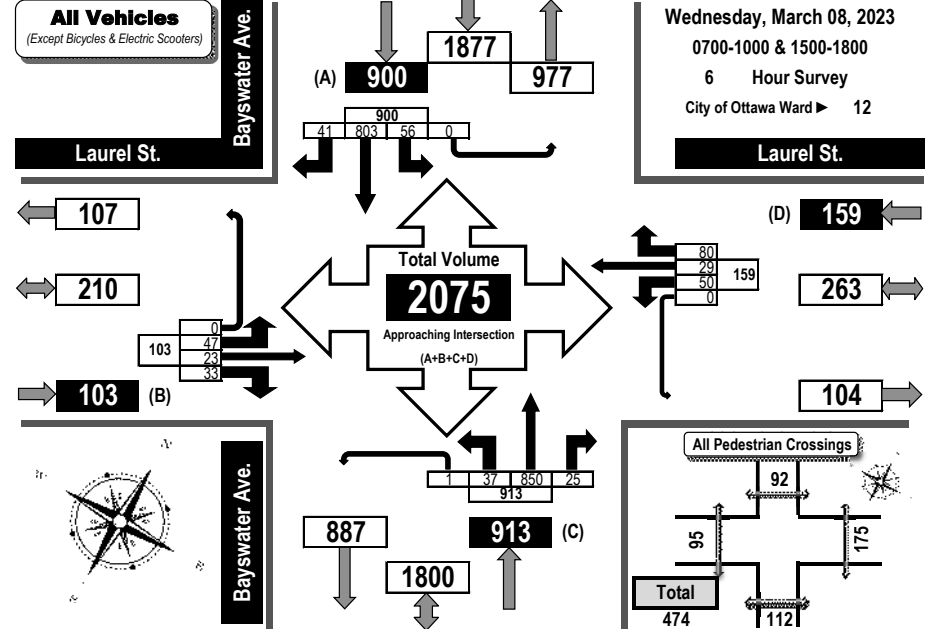 All Vehicles
(Except Bicycles & Electric Scooters)
Bayswater Ave.
Laurel St.
1877
(A) 900
977
900
41 803 56 0
Wednesday, March 08, 2023
0700-1000 & 1500-1800
6 Hour Survey
City of Ottawa Ward ► 12
Laurel St.
107
210
0
47
103
23
33
103 (B)
Total Volume
2075
Approaching Intersection
(A+B+C+D)
80
29
159
50
0
(D) 159
263
104
Bayswater Ave.
1 37 850 25
913
887
913 (C)
1800
All Pedestrian Crossings
92
95
175
Total
474
112